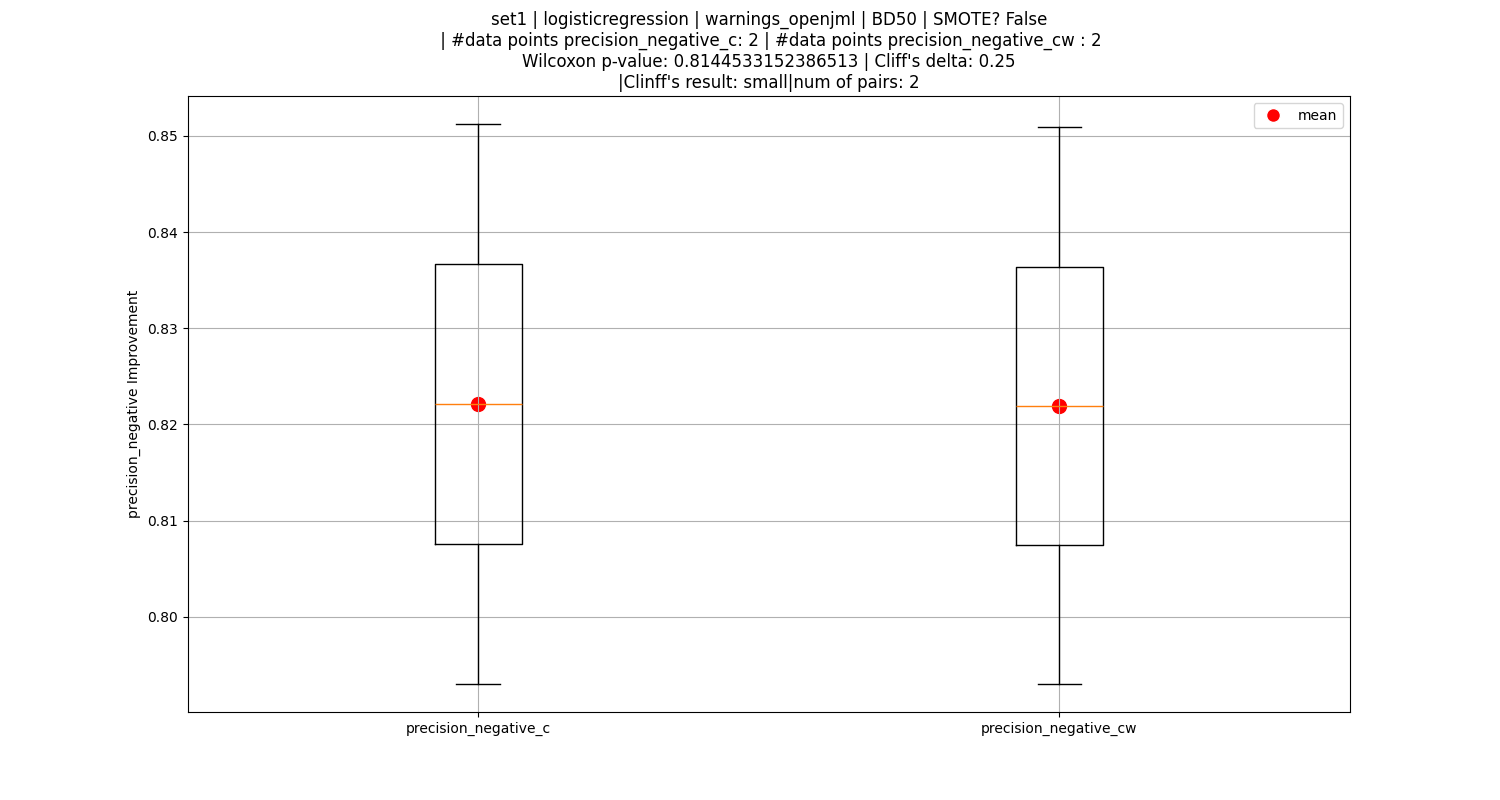 set1 | logisticregression | warnings_openjml | BD50 | SMOTE? False
| #data points precision_negative_c: 2 | #data points precision_negative_cw : 2
Wilcoxon p-value: 0.8144533152386513 | Cliff's delta: 0.25
|Clinff's result: small|num of pairs: 2
mean
precision_negative Improvement
0.85
0.84
0.83
0.82
0.81
0.80
precision_negative_c
precision_negative_cw